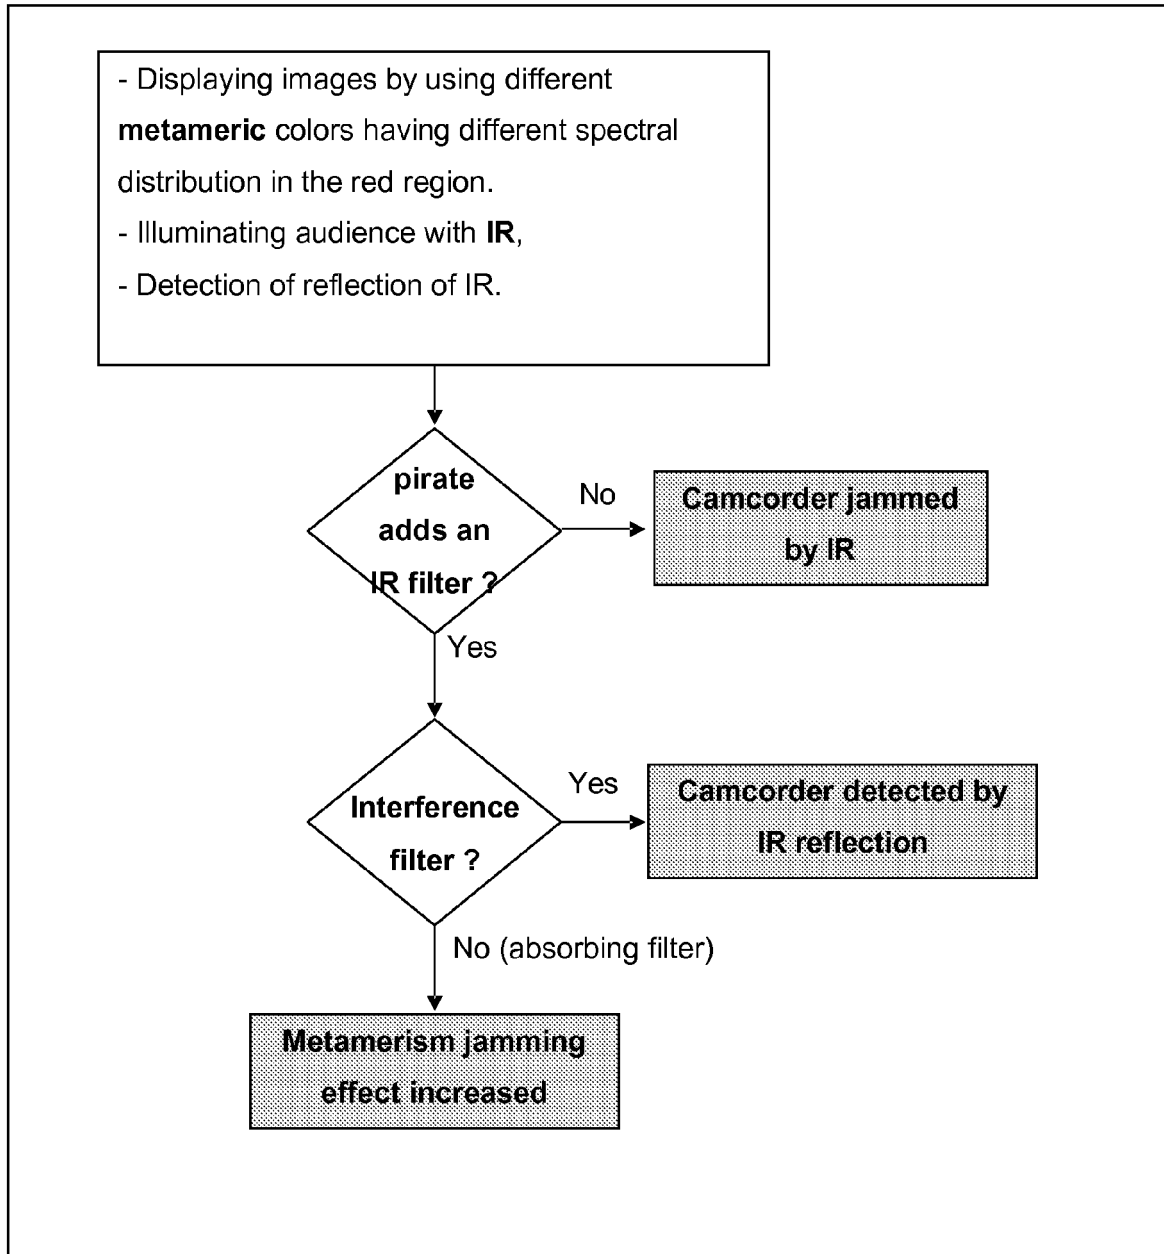 - Displaying images by using different
metameric colors having different spectral
distribution in the red region.
- Illuminating audience with IR,
- Detection of reflection of IR.
pirate
adds an
IR filter ?
No
Camcorder jammed
by IR
Yes
Interference
filter ?
Yes
Camcorder detected by
IR reflection
No (absorbing filter)
Metamerism jamming
effect increased